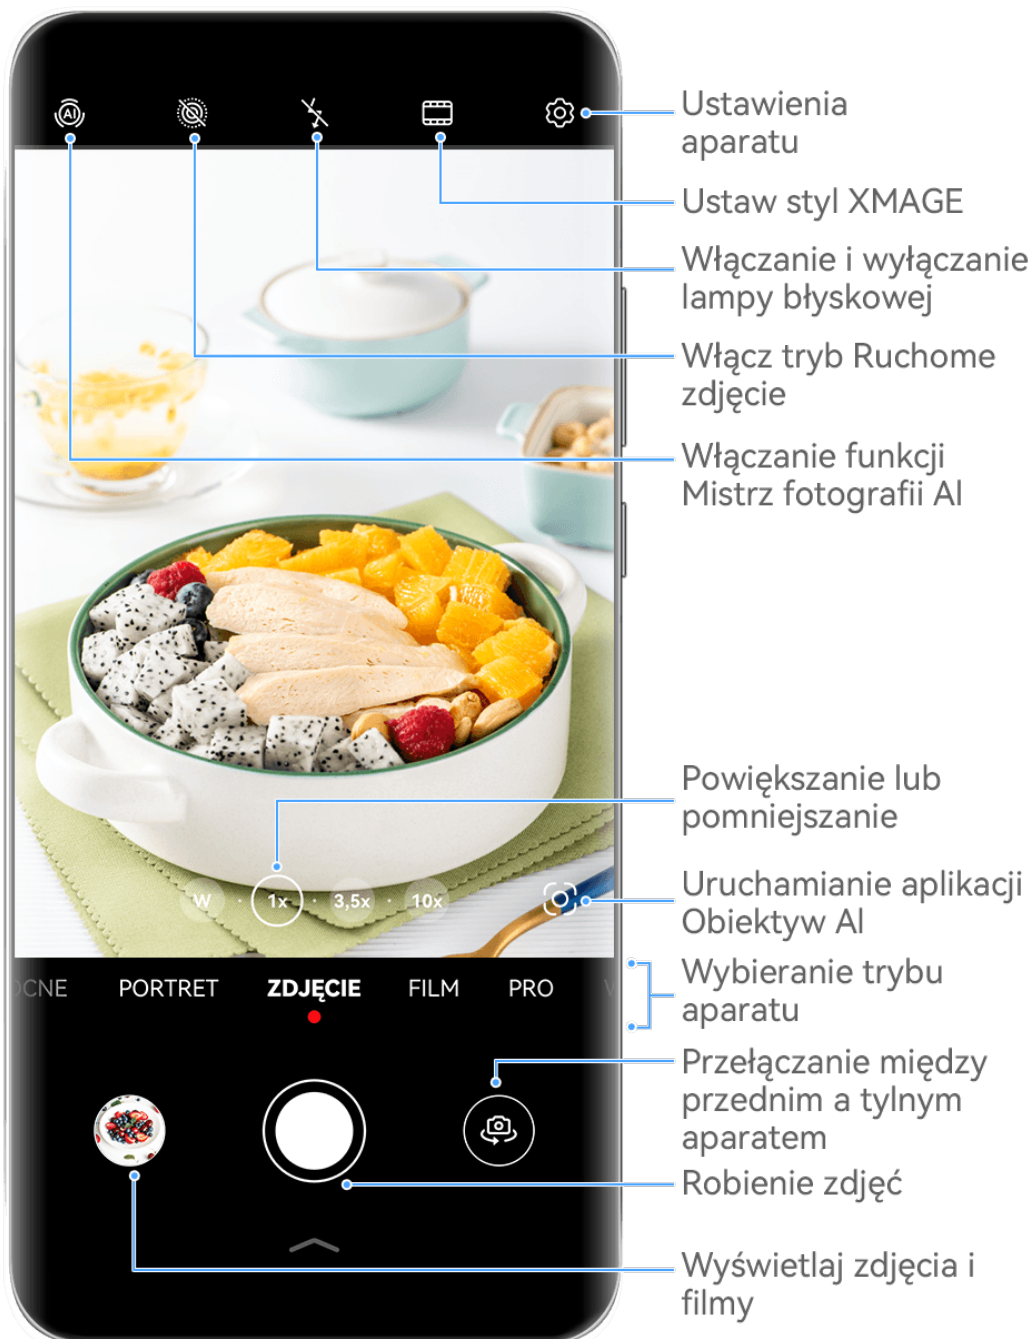 AI
Ustawienia
aparatu
Ustaw styl XMAGE
Włączanie i wyłączanie
lampy błyskowej
Włącz tryb Ruchome
zdjęcie
Włączanie funkcji
Mistrz fotografii AI
Powiększanie lub
pomniejszanie
W 1x 3,5x 10x
Uruchamianie aplikacji
Obiektyw AI
OCNE PORTRET ZDJĘCIE FILM PRO W
Wybieranie trybu
aparatu
Przełączanie między
przednim a tylnym
aparatem
Robienie zdjęć
Wyświetlaj zdjęcia i
filmy